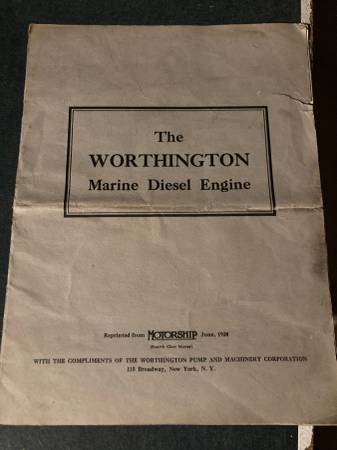 The
WORTHINGTON
Marine Diesel Engine
Reprinted from MOTORSHIP June,
WITH THE COMPLIMENTS OF THE WORTHINGTON PUMP AND MACHINERY CORPORATION
115 Broadway, New York, N. Y.